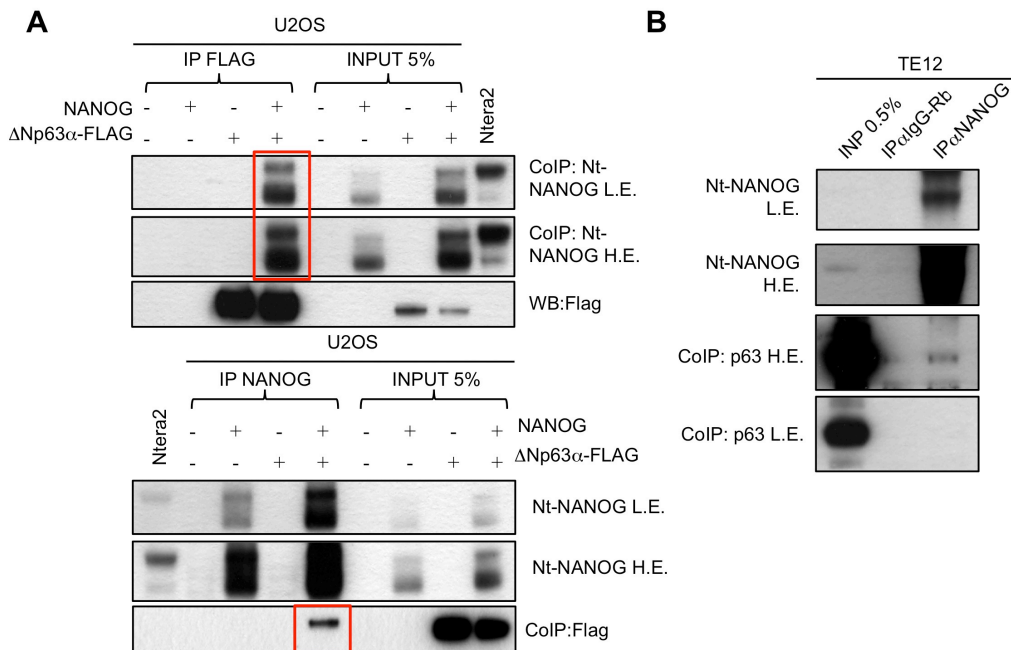 A
U2OS
IP FLAG INPUT 5%
NANOG - + - + - + - +
Ntera2
ΔNp63α-FLAG - - + + - - + +
CoIP: Nt-
NANOG L.E.
CoIP: Nt-
NANOG H.E.
WB:Flag
U2OS
IP NANOG INPUT 5%
Ntera2
- + - + - + - + NANOG
- - + + - - + + ΔNp63α-FLAG
Nt-NANOG L.E.
Nt-NANOG H.E.
CoIP:Flag
B
TE12
INP 0.5%
IPαIgG-Rb
IPαNANOG
Nt-NANOG
L.E.
Nt-NANOG
H.E.
CoIP: p63 H.E.
CoIP: p63 L.E.